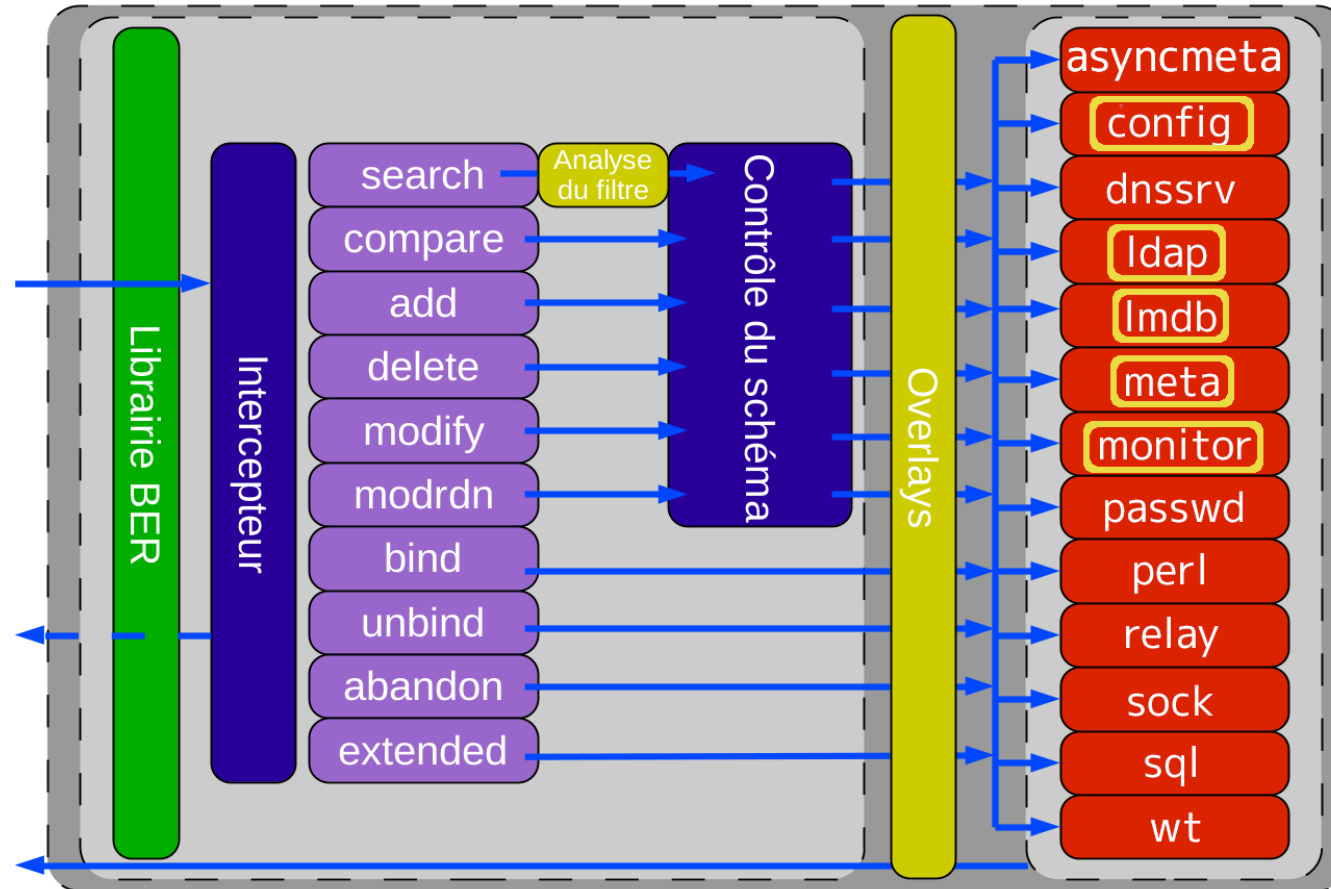 Librairie BER
Intercepteur
search
compare
add
delete
modify
modrdn
bind
unbind
abandon
extended
Analyse
du filtre
Contrôle du schéma
Overlays
asyncmeta
config
dnssrv
ldap
lmdb
meta
monitor
passwd
perl
relay
sock
sql
wt